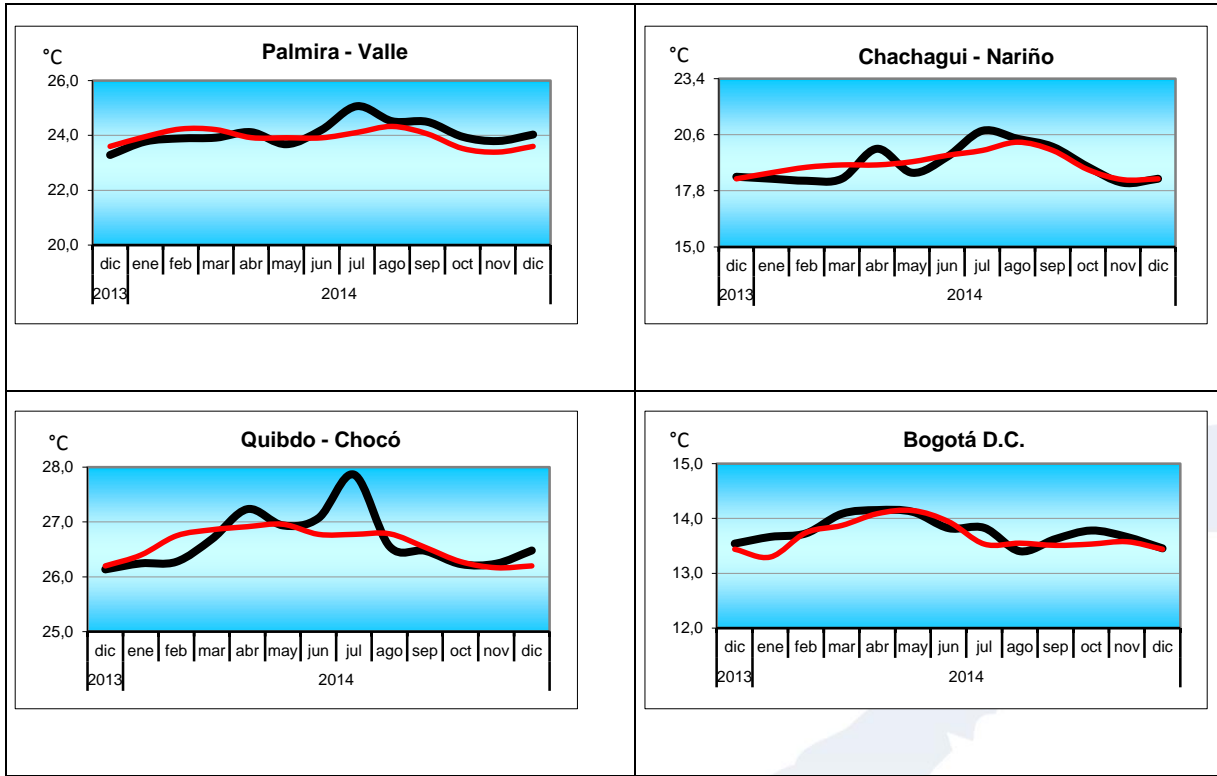 Palmira - Valle
°C
26,0
24,0
22,0
20,0
dic ene feb mar abr may jun jul ago sep oct nov dic
2013 2014
Chachagui - Nariño
°C
23,4
20,6
17,8
15,0
dic ene feb mar abr may jun jul ago sep oct nov dic
2013 2014
Quibdo - Chocó
°C
28,0
27,0
26,0
25,0
dic ene feb mar abr may jun jul ago sep oct nov dic
2013 2014
Bogotá D.C.
°C
15,0
14,0
13,0
12,0
dic ene feb mar abr may jun jul ago sep oct nov dic
2013 2014